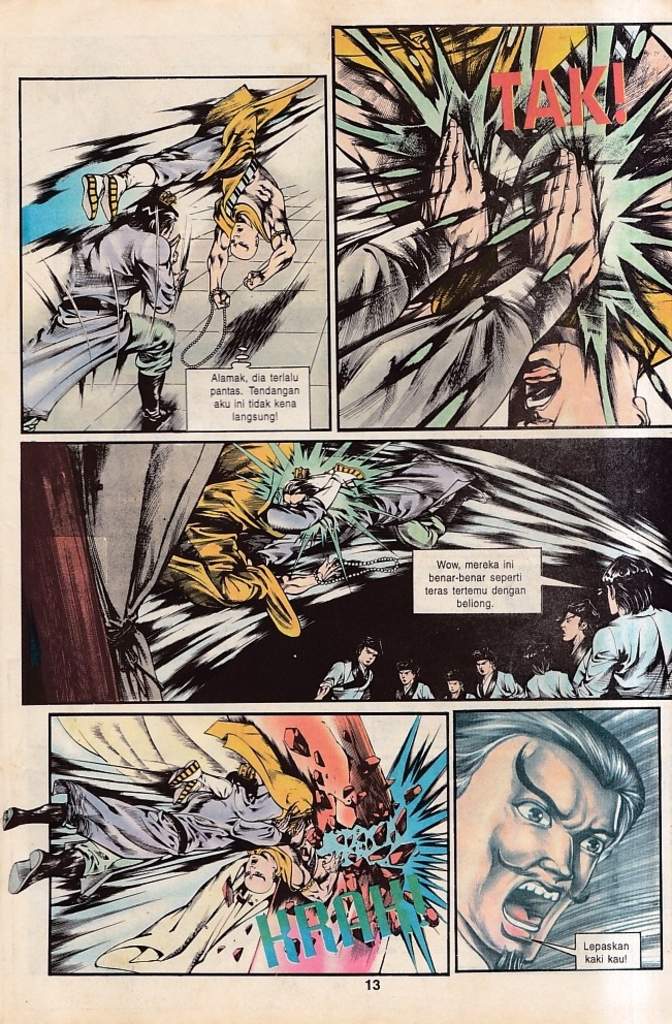 TAK!
Alamak, dia terlalu
pantas. Tendangan
aku ini tidak kena
langsung!
Wow, mereka ini
benar-benar seperti
teras tertemu dengan
beliong.
KRAK!
Lepaskan
kaki kau!
13